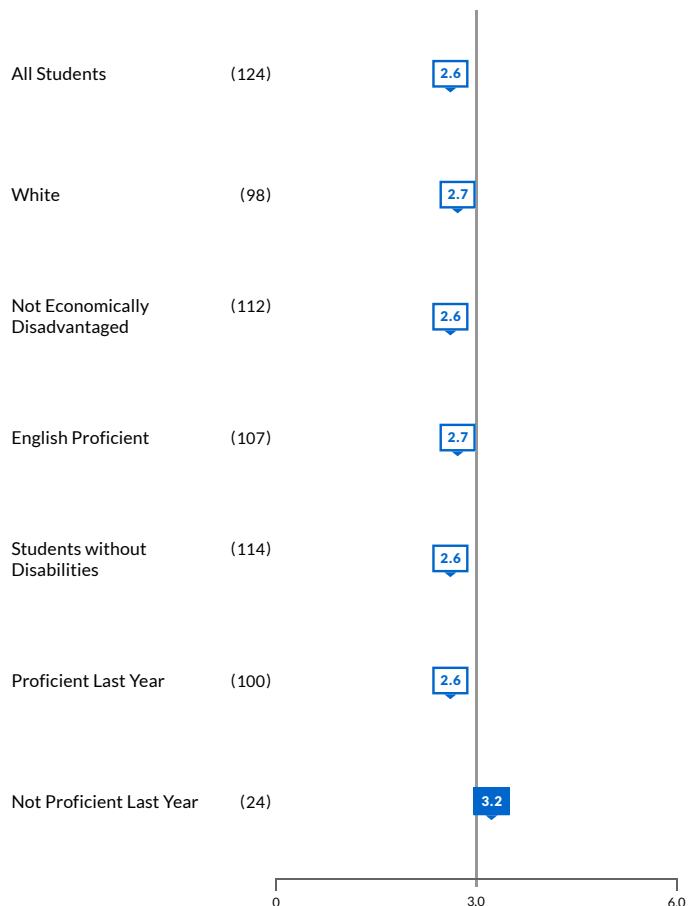 All Students (124) 2.6
White (98) 2.7
Not Economically (112) 2.6
Disadvantaged
English Proficient (107) 2.7
Students without (114) 2.6
Disabilities
Proficient Last Year (100) 2.6
Not Proficient Last Year (24) 3.2
0 3.0 6.0